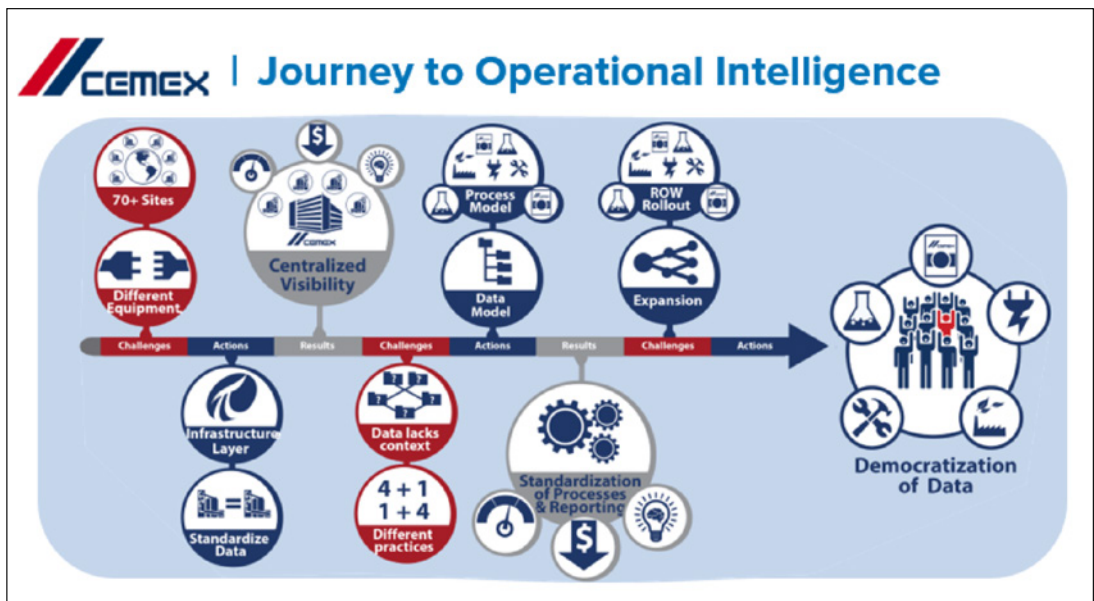 CEMEX | Journey to Operational Intelligence
70+ Sites
Different
Equipment
CEMEX
Centralized
Visibility
Process
Model
Data
Model
ROW
Rollout
Expansion
Challenges Actions Results Challenges Actions Results Challenges Actions
Infrastructure
Layer
Standardize
Data
Data lacks
context
4 + 1
1 + 4
Different
practices
Standardization
of Processes
& Reporting
$
$
Democratization
of Data